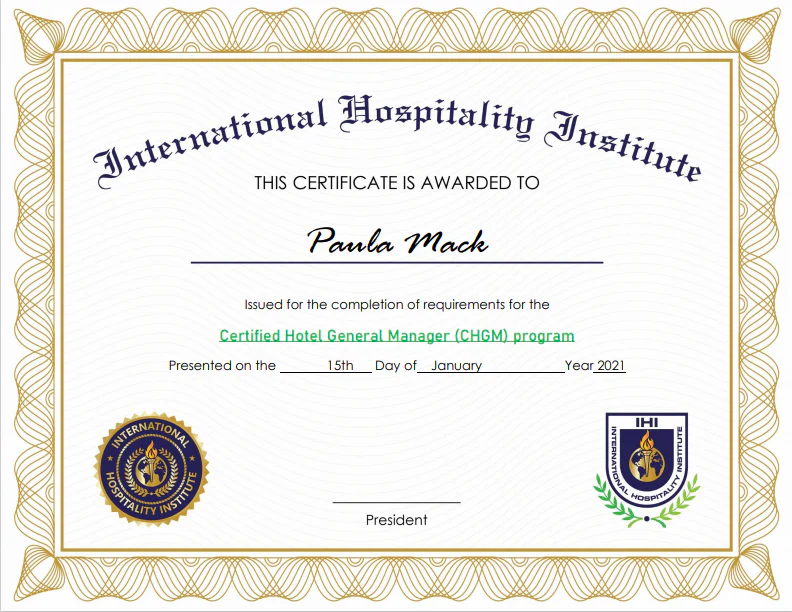 International Hospitality Institute
THIS CERTIFICATE IS AWARDED TO
Paula Mack
Issued for the completion of requirements for the
Certified Hotel General Manager (CHGM) program
Presented on the 15th Day of January Year 2021
INTERNATIONAL
HOSPITALITY INSTITUTE
IHI
INTERNATIONAL HOSPITALITY INSTITUTE
President